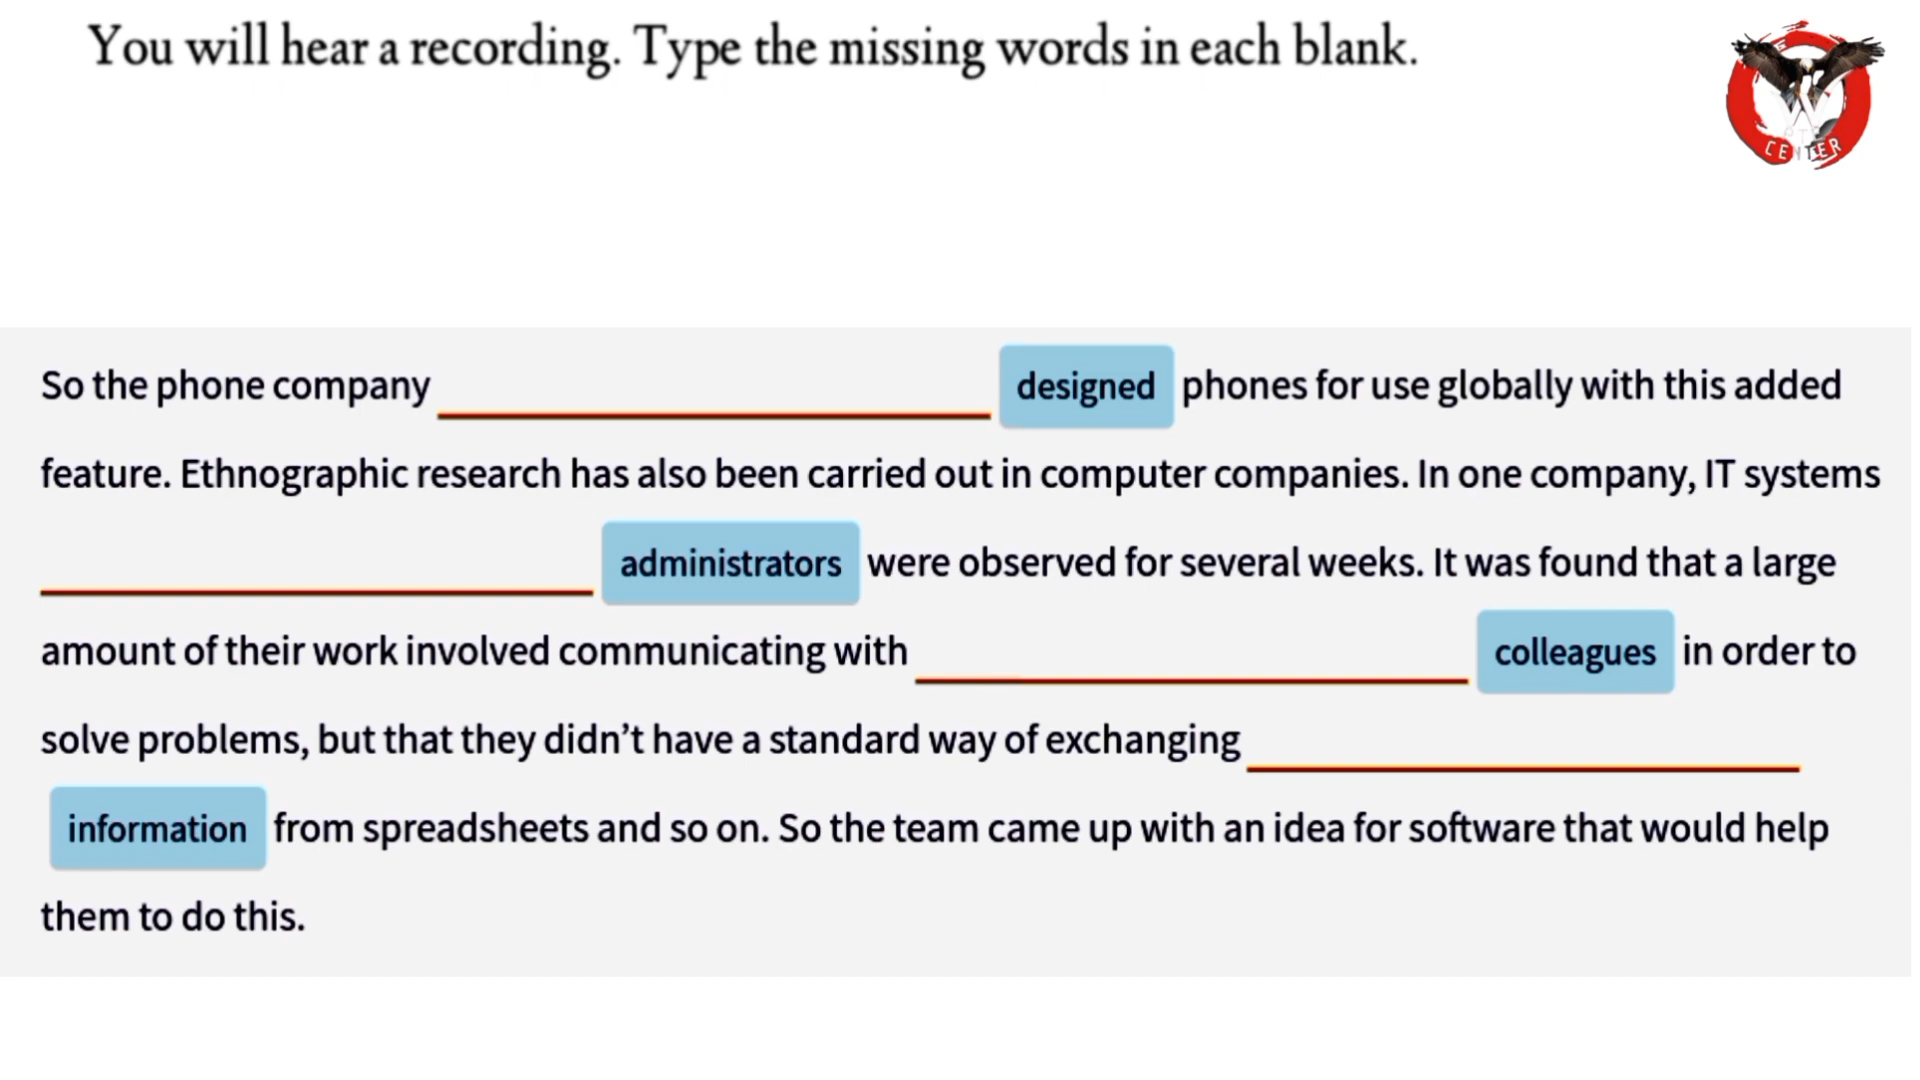 You will hear a recording. Type the missing words in each blank.
CENTER
So the phone company designed phones for use globally with this added
feature. Ethnographic research has also been carried out in computer companies. In one company, IT systems
administrators were observed for several weeks. It was found that a large
amount of their work involved communicating with colleagues in order to
solve problems, but that they didn’t have a standard way of exchanging
information from spreadsheets and so on. So the team came up with an idea for software that would help
them to do this.